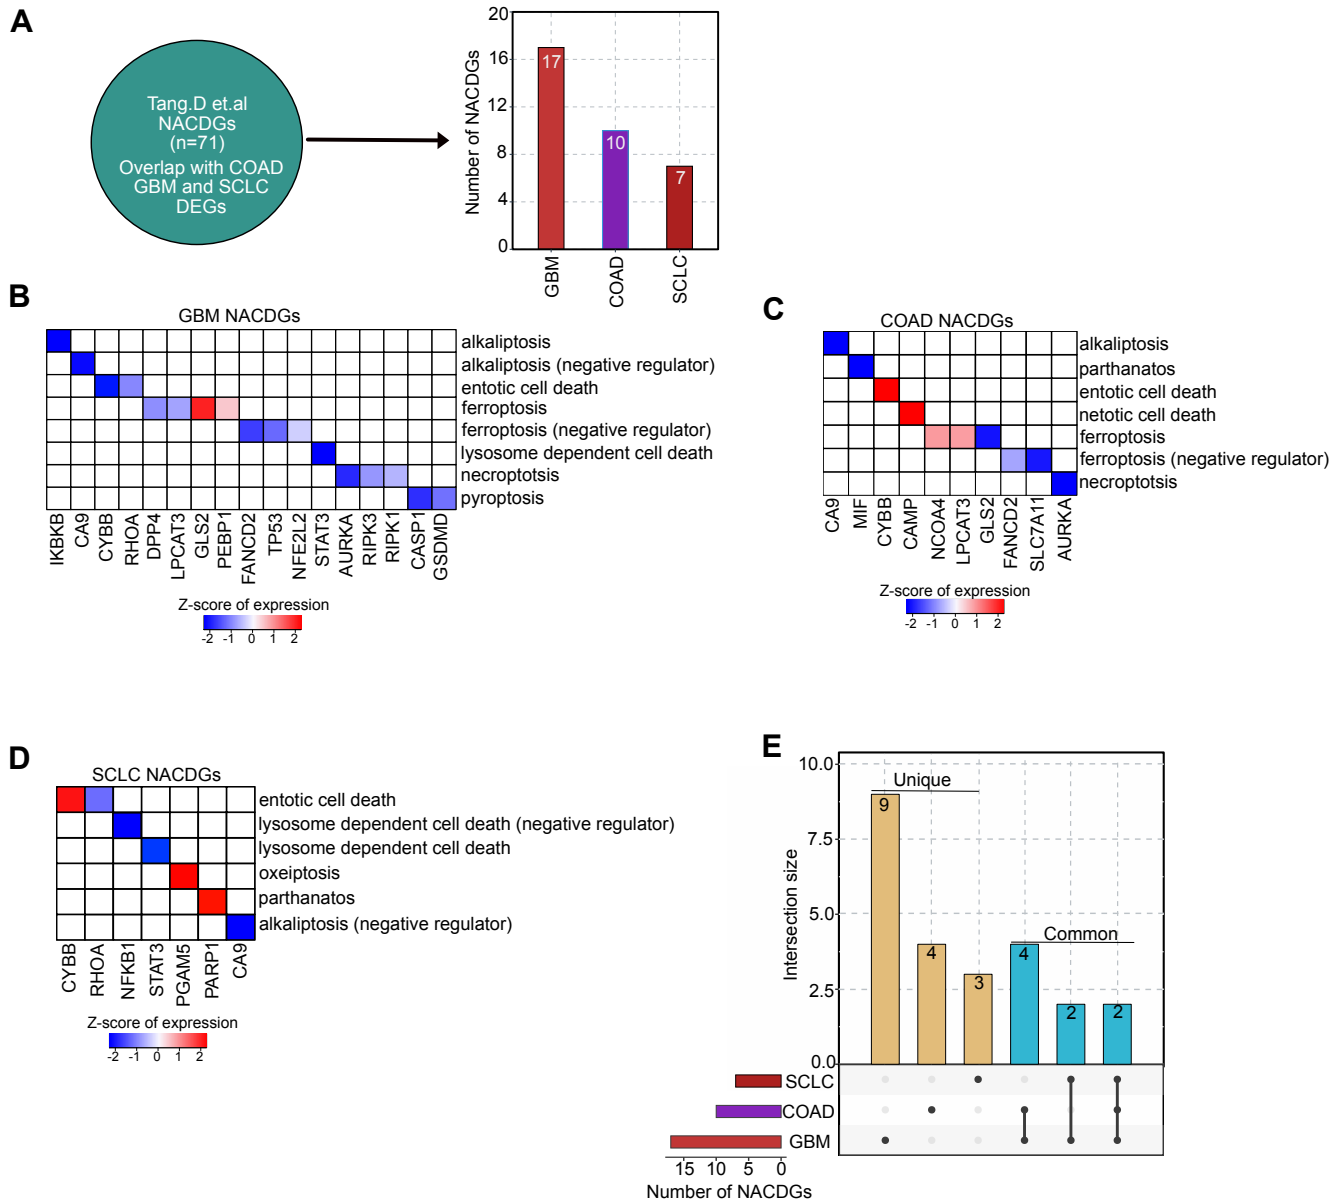 A
Tang.D et.al
NACDGs
(n=71)
Overlap with COAD
GBM and SCLC
DEGs
Number of NACDGs
20
16
12
8
4
0
17
10
7
GBM
COAD
SCLC
B
GBM NACDGs
alkaliptosis
alkaliptosis (negative regulator)
entotic cell death
ferroptosis
ferroptosis (negative regulator)
lysosome dependent cell death
necroptotsis
pyroptosis
IKBKB
CA9
CYBB
RHOA
DPP4
LPCAT3
GLS2
PEBP1
FANCD2
TP53
NFE2L2
STAT3
AURKA
RIPK3
RIPK1
CASP1
GSDMD
Z-score of expression
-2 -1 0 1 2
C
COAD NACDGs
alkaliptosis
parthanatos
entotic cell death
netotic cell death
ferroptosis
ferroptosis (negative regulator)
necroptotsis
CA9
MIF
CYBB
CAMP
NCOA4
LPCAT3
GLS2
FANCD2
SLC7A11
AURKA
Z-score of expression
-2 -1 0 1 2
D
SCLC NACDGs
entotic cell death
lysosome dependent cell death (negative regulator)
lysosome dependent cell death
oxeiptosis
parthanatos
alkaliptosis (negative regulator)
CYBB
RHOA
NFKB1
STAT3
PGAM5
PARP1
CA9
Z-score of expression
-2 -1 0 1 2
E
Intersection size
10.0
7.5
5.0
2.5
0.0
Unique
Common
9
4
3
4
2
2
SCLC
COAD
GBM
15 10 5 0
Number of NACDGs